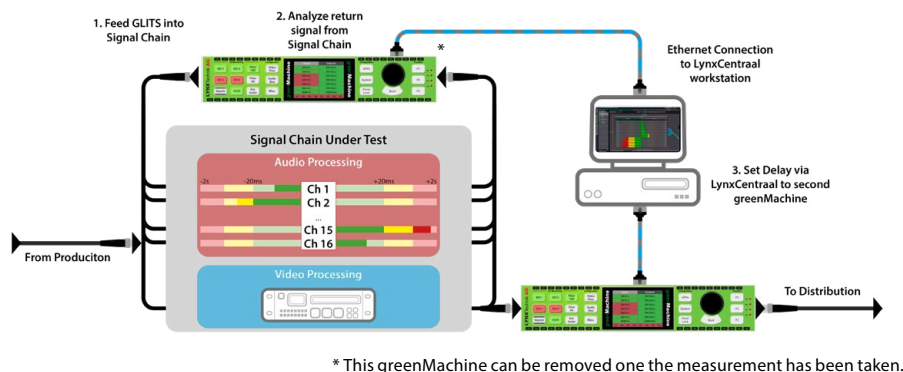 1. Feed GLITS into
Signal Chain
2. Analyze return
signal from
Signal Chain
*
Ethernet Connection
to LynxCentraal
workstation
Signal Chain Under Test
Audio Processing
-2s
-20ms
+20ms
+2s
Ch 1
Ch 2
...
Ch 15
Ch 16
3. Set Delay via
LynxCentraal to second
greenMachine
From Produciton
Video Processing
To Distribution
* This greenMachine can be removed one the measurement has been taken.